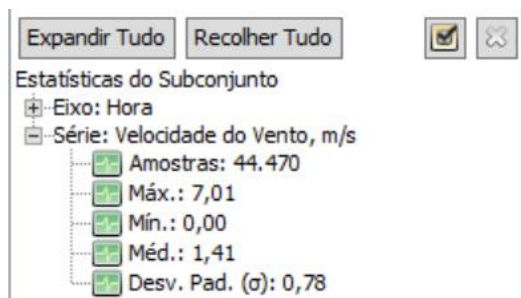 Expandir Tudo Recolher Tudo
Estatísticas do Subconjunto
Eixo: Hora
Série: Velocidade do Vento, m/s
Amostras: 44.470
Máx.: 7,01
Mín.: 0,00
Méd.: 1,41
Desv. Pad. (σ): 0,78